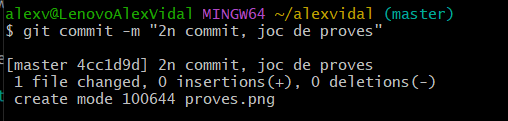 alexv@LenovoAlexVidal MINGW64 ~/alexvidal (master)
$ git commit -m "2n commit, joc de proves"
[master 4cc1d9d] 2n commit, joc de proves
 1 file changed, 0 insertions(+), 0 deletions(-)
 create mode 100644 proves.png